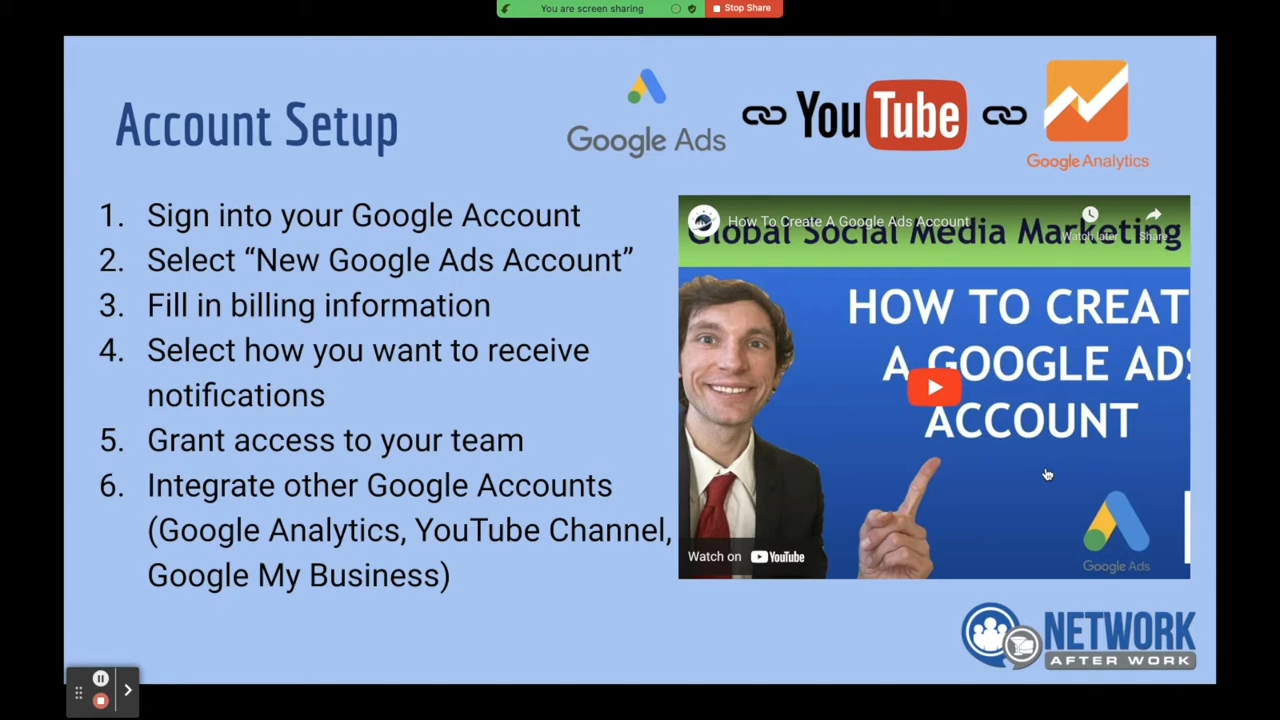 You are screen sharing
Stop Share
Account Setup
Google Ads
YouTube
Google Analytics
1. Sign into your Google Account
2. Select “New Google Ads Account”
3. Fill in billing information
4. Select how you want to receive
notifications
5. Grant access to your team
6. Integrate other Google Accounts
(Google Analytics, YouTube Channel,
Google My Business)
How To Create A Google Ads Account
Watch later
Share
Global Social Media Marketing
HOW TO CREAT
A GOOGLE ADS
ACCOUNT
Google Ads
Watch on YouTube
NETWORK
AFTER WORK